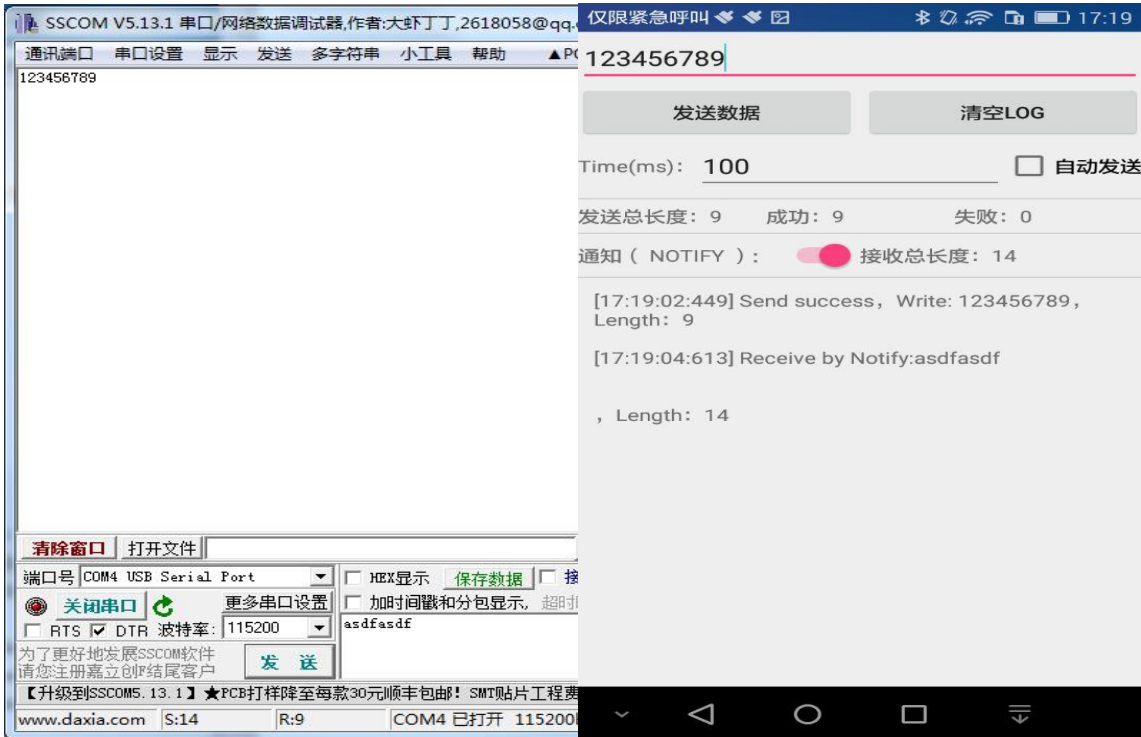 SSCOM V5.13.1 串口/网络数据调试器,作者:大虾丁丁,2618058@qq.
通讯端口 串口设置 显示 发送 多字符串 小工具 帮助 ▲PC
123456789
清除窗口 打开文件
端口号 COM4 USB Serial Port HEX显示 保存数据 接
关闭串口 更多串口设置 加时间戳和分包显示, 超时
RTS DTR 波特率: 115200 asdfasdf
为了更好地发展SSCOM软件
请您注册嘉立创F结尾客户
发 送
【升级到SSCOM5.13.1】★PCB打样降至每款30元顺丰包邮! SMT贴片工程费
www.daxia.com S:14 R:9 COM4 已打开 115200
仅限紧急呼叫 17:19
123456789
发送数据 清空LOG
Time(ms): 100 自动发送
发送总长度: 9 成功: 9 失败: 0
通知 ( NOTIFY ) : 接收总长度: 14
[17:19:02:449] Send success, Write: 123456789,
Length: 9
[17:19:04:613] Receive by Notify:asdfasdf
, Length: 14